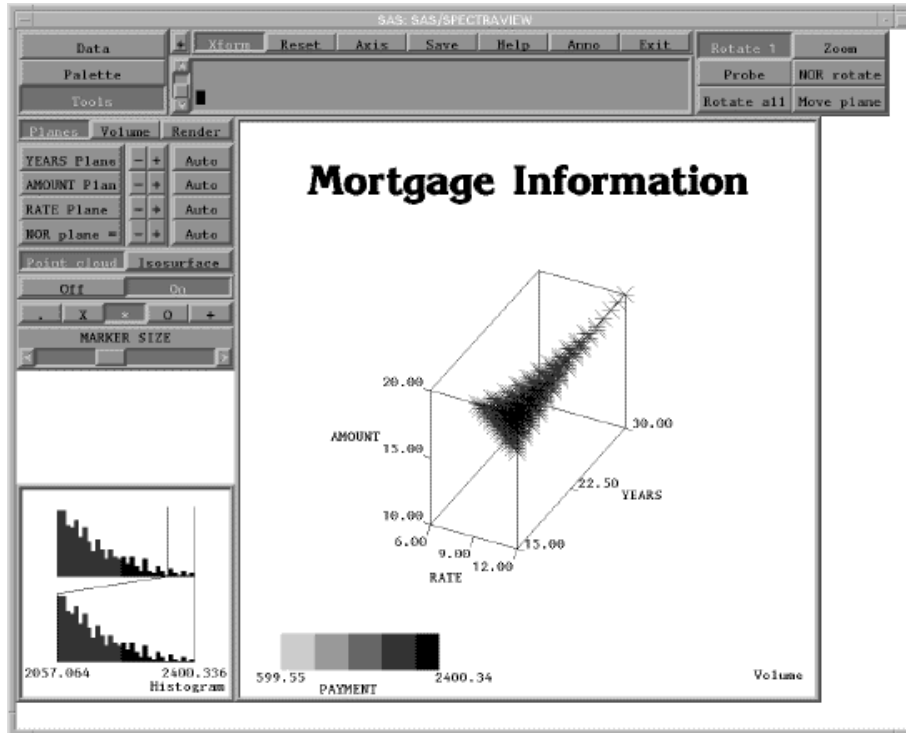 SAS: SAS/SPECTRAVIEW
Data
Palette
Tools
+ Xform Reset Axis Save Help Anno Exit
Rotate 1 Zoom
Probe NOR rotate
Rotate all Move plane
Planes Volume Render
YEARS Plane - + Auto
AMOUNT Plan - + Auto
RATE Plane - + Auto
NOR plane = - + Auto
Point cloud Isosurface
Off On
. X * O +
MARKER SIZE
2057.064 2400.336
Histogram
Mortgage Information
20.00
AMOUNT
15.00
10.00
6.00
9.00
12.00
RATE
15.00
22.50
30.00
YEARS
599.55 2400.34
PAYMENT
Volume